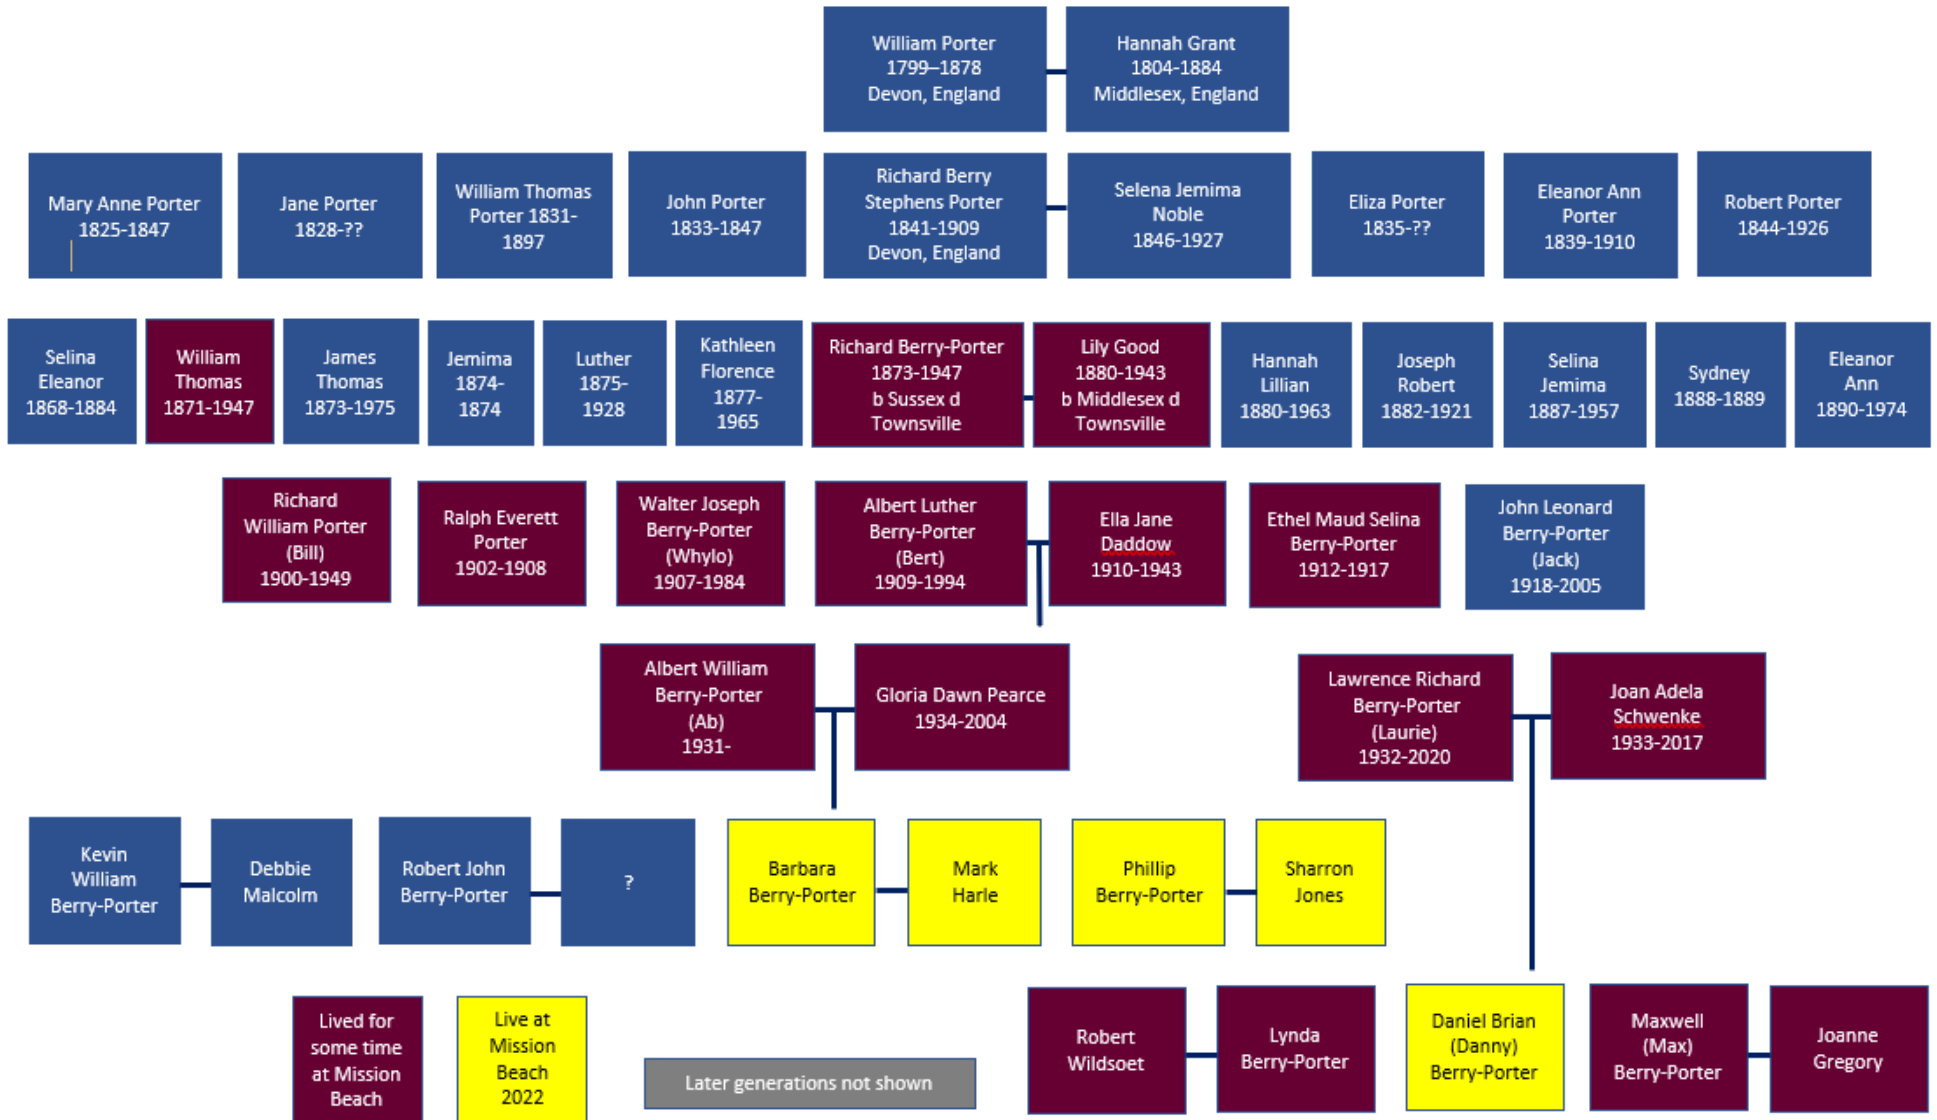 William Porter
1799–1878
Devon, England
Hannah Grant
1804-1884
Middlesex, England
Mary Anne Porter
1825-1847
Jane Porter
1828-??
William Thomas
Porter 1831-
1897
John Porter
1833-1847
Richard Berry
Stephens Porter
1841-1909
Devon, England
Selena Jemima
Noble
1846-1927
Eliza Porter
1835-??
Eleanor Ann
Porter
1839-1910
Robert Porter
1844-1926
Selina
Eleanor
1868-1884
William
Thomas
1871-1947
James
Thomas
1873-1975
Jemima
1874-
1874
Luther
1875-
1928
Kathleen
Florence
1877-
1965
Richard Berry-Porter
1873-1947
b Sussex d
Townsville
Lily Good
1880-1943
b Middlesex d
Townsville
Hannah
Lillian
1880-1963
Joseph
Robert
1882-1921
Selina
Jemima
1887-1957
Sydney
1888-1889
Eleanor
Ann
1890-1974
Richard
William Porter
(Bill)
1900-1949
Ralph Everett
Porter
1902-1908
Walter Joseph
Berry-Porter
(Whylo)
1907-1984
Albert Luther
Berry-Porter
(Bert)
1909-1994
Ella Jane
Daddow
1910-1943
Ethel Maud Selina
Berry-Porter
1912-1917
John Leonard
Berry-Porter
(Jack)
1918-2005
Albert William
Berry-Porter
(Ab)
1931-
Gloria Dawn Pearce
1934-2004
Lawrence Richard
Berry-Porter
(Laurie)
1932-2020
Joan Adela
Schwenke
1933-2017
Kevin
William
Berry-Porter
Debbie
Malcolm
Robert John
Berry-Porter
?
Barbara
Berry-Porter
Mark
Harle
Phillip
Berry-Porter
Sharron
Jones
Robert
Wildsoet
Lynda
Berry-Porter
Daniel Brian
(Danny)
Berry-Porter
Maxwell
(Max)
Berry-Porter
Joanne
Gregory
Lived for
some time
at Mission
Beach
Live at
Mission
Beach
2022
Later generations not shown